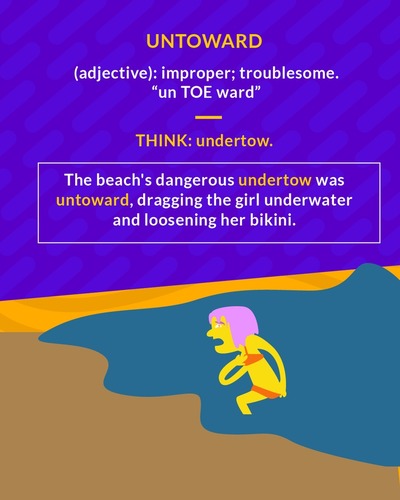 UNTOWARD
(adjective): improper; troublesome.
“un TOE ward”
THINK: undertow.
The beach's dangerous undertow was
untoward, dragging the girl underwater
and loosening her bikini.